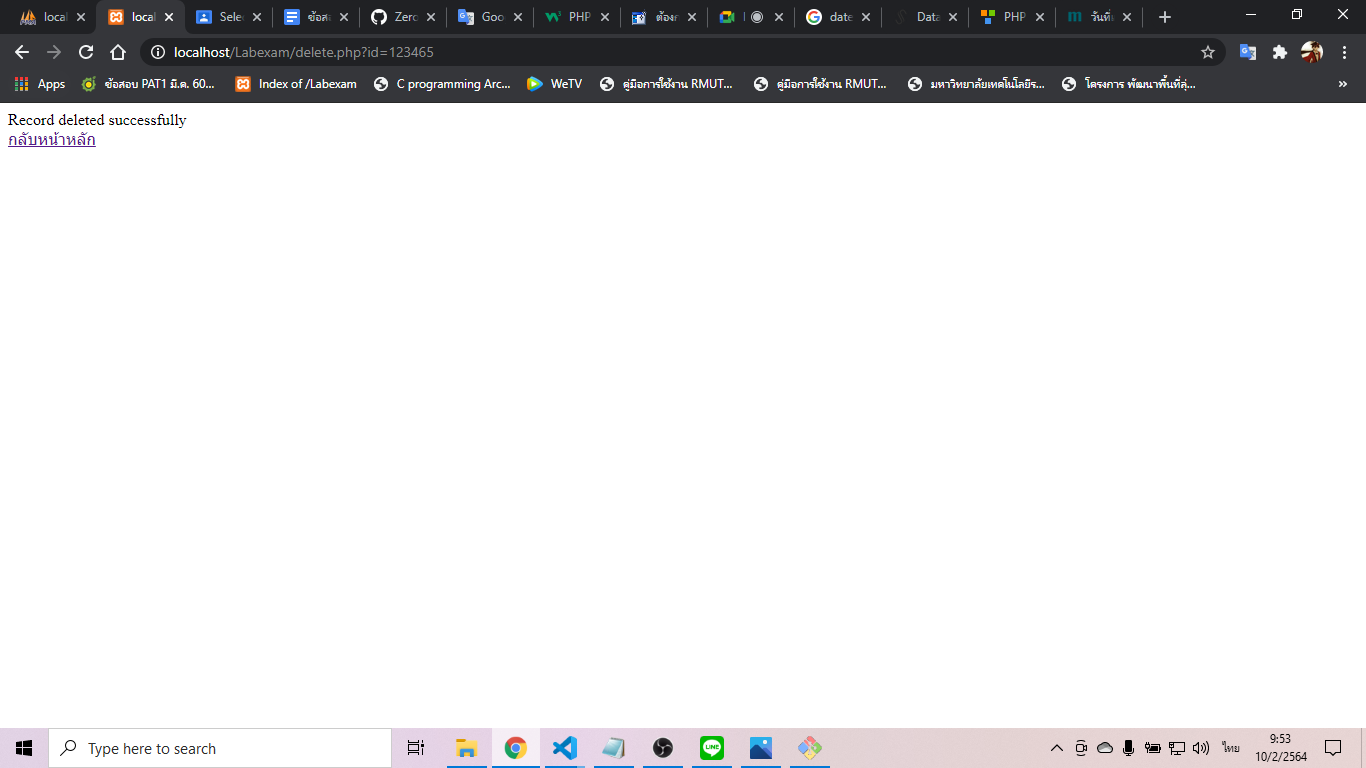 local
local
Selec
ข้อส
Zero
Goo
PHP
ต้อง
date
Data
PHP
วันที่
localhost/Labexam/delete.php?id=123465
Apps
ข้อสอบ PAT1 มี.ค. 60...
Index of /Labexam
C programming Arc...
WeTV
คู่มือการใช้งาน RMUT...
คู่มือการใช้งาน RMUT...
มหาวิทยาลัยเทคโนโลยีร...
โครงการ พัฒนาพื้นที่สุ่...
»
Record deleted successfully
กลับหน้าหลัก
Type here to search
LINE
ไทย
9:53
10/2/2564